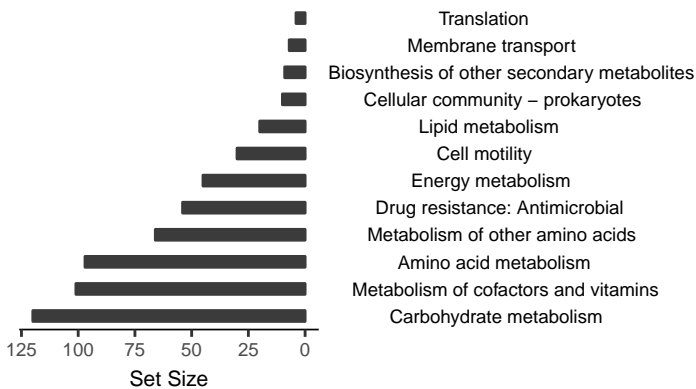 Translation
Membrane transport
Biosynthesis of other secondary metabolites
Cellular community – prokaryotes
Lipid metabolism
Cell motility
Energy metabolism
Drug resistance: Antimicrobial
Metabolism of other amino acids
Amino acid metabolism
Metabolism of cofactors and vitamins
Carbohydrate metabolism
125 100 75 50 25 0
Set Size